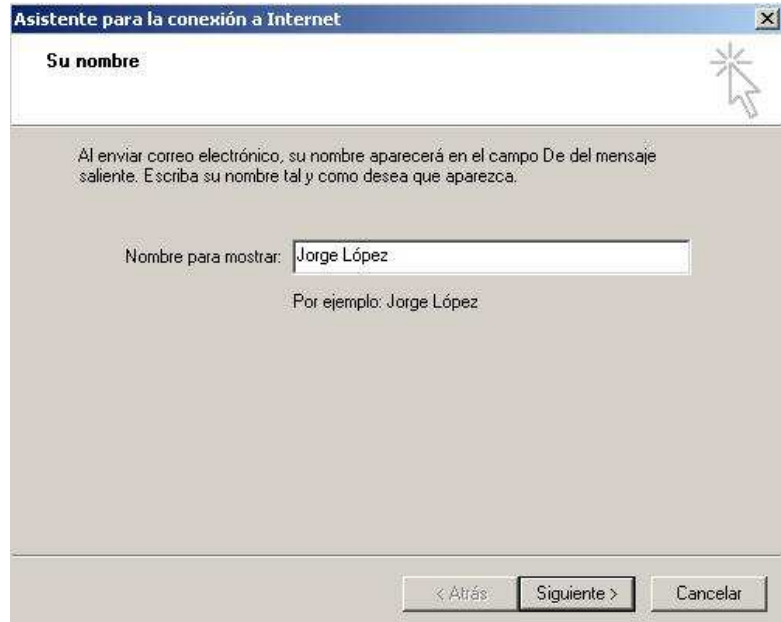 Asistente para la conexión a Internet
Su nombre
Al enviar correo electrónico, su nombre aparecerá en el campo De del mensaje
saliente. Escriba su nombre tal y como desea que aparezca.
Nombre para mostrar: Jorge López
Por ejemplo: Jorge López
< Atrás Siguiente > Cancelar